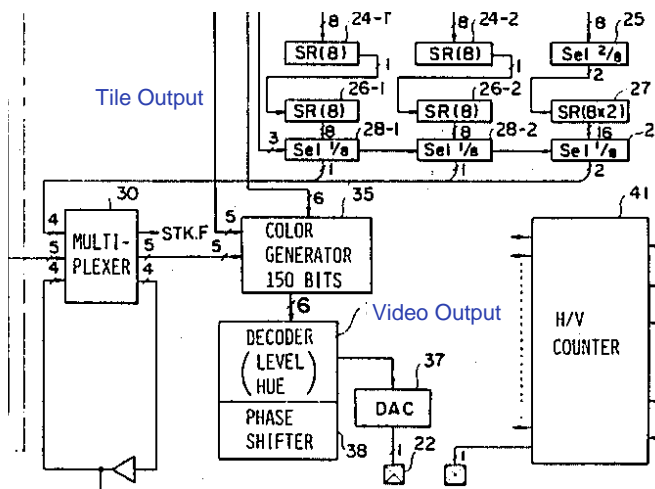 8 24-1 8 24-2 8 25
SR(8) SR(8) Sel 2/8
1 1 2
Tile Output 26-1 26-2 27
SR(8) SR(8) SR(8x2)
8 28-1 8 28-2 16
3 Sel 1/8 Sel 1/8 Sel 1/8 2
1 1 2
30 6 35 41
4 STK.F 5
5 MULTI-PLEXER 5 COLOR GENERATOR 150 BITS
4 4
6 Video Output
DECODER (LEVEL HUE) H/V COUNTER
37
DAC
PHASE SHIFTER 38
1 22 1